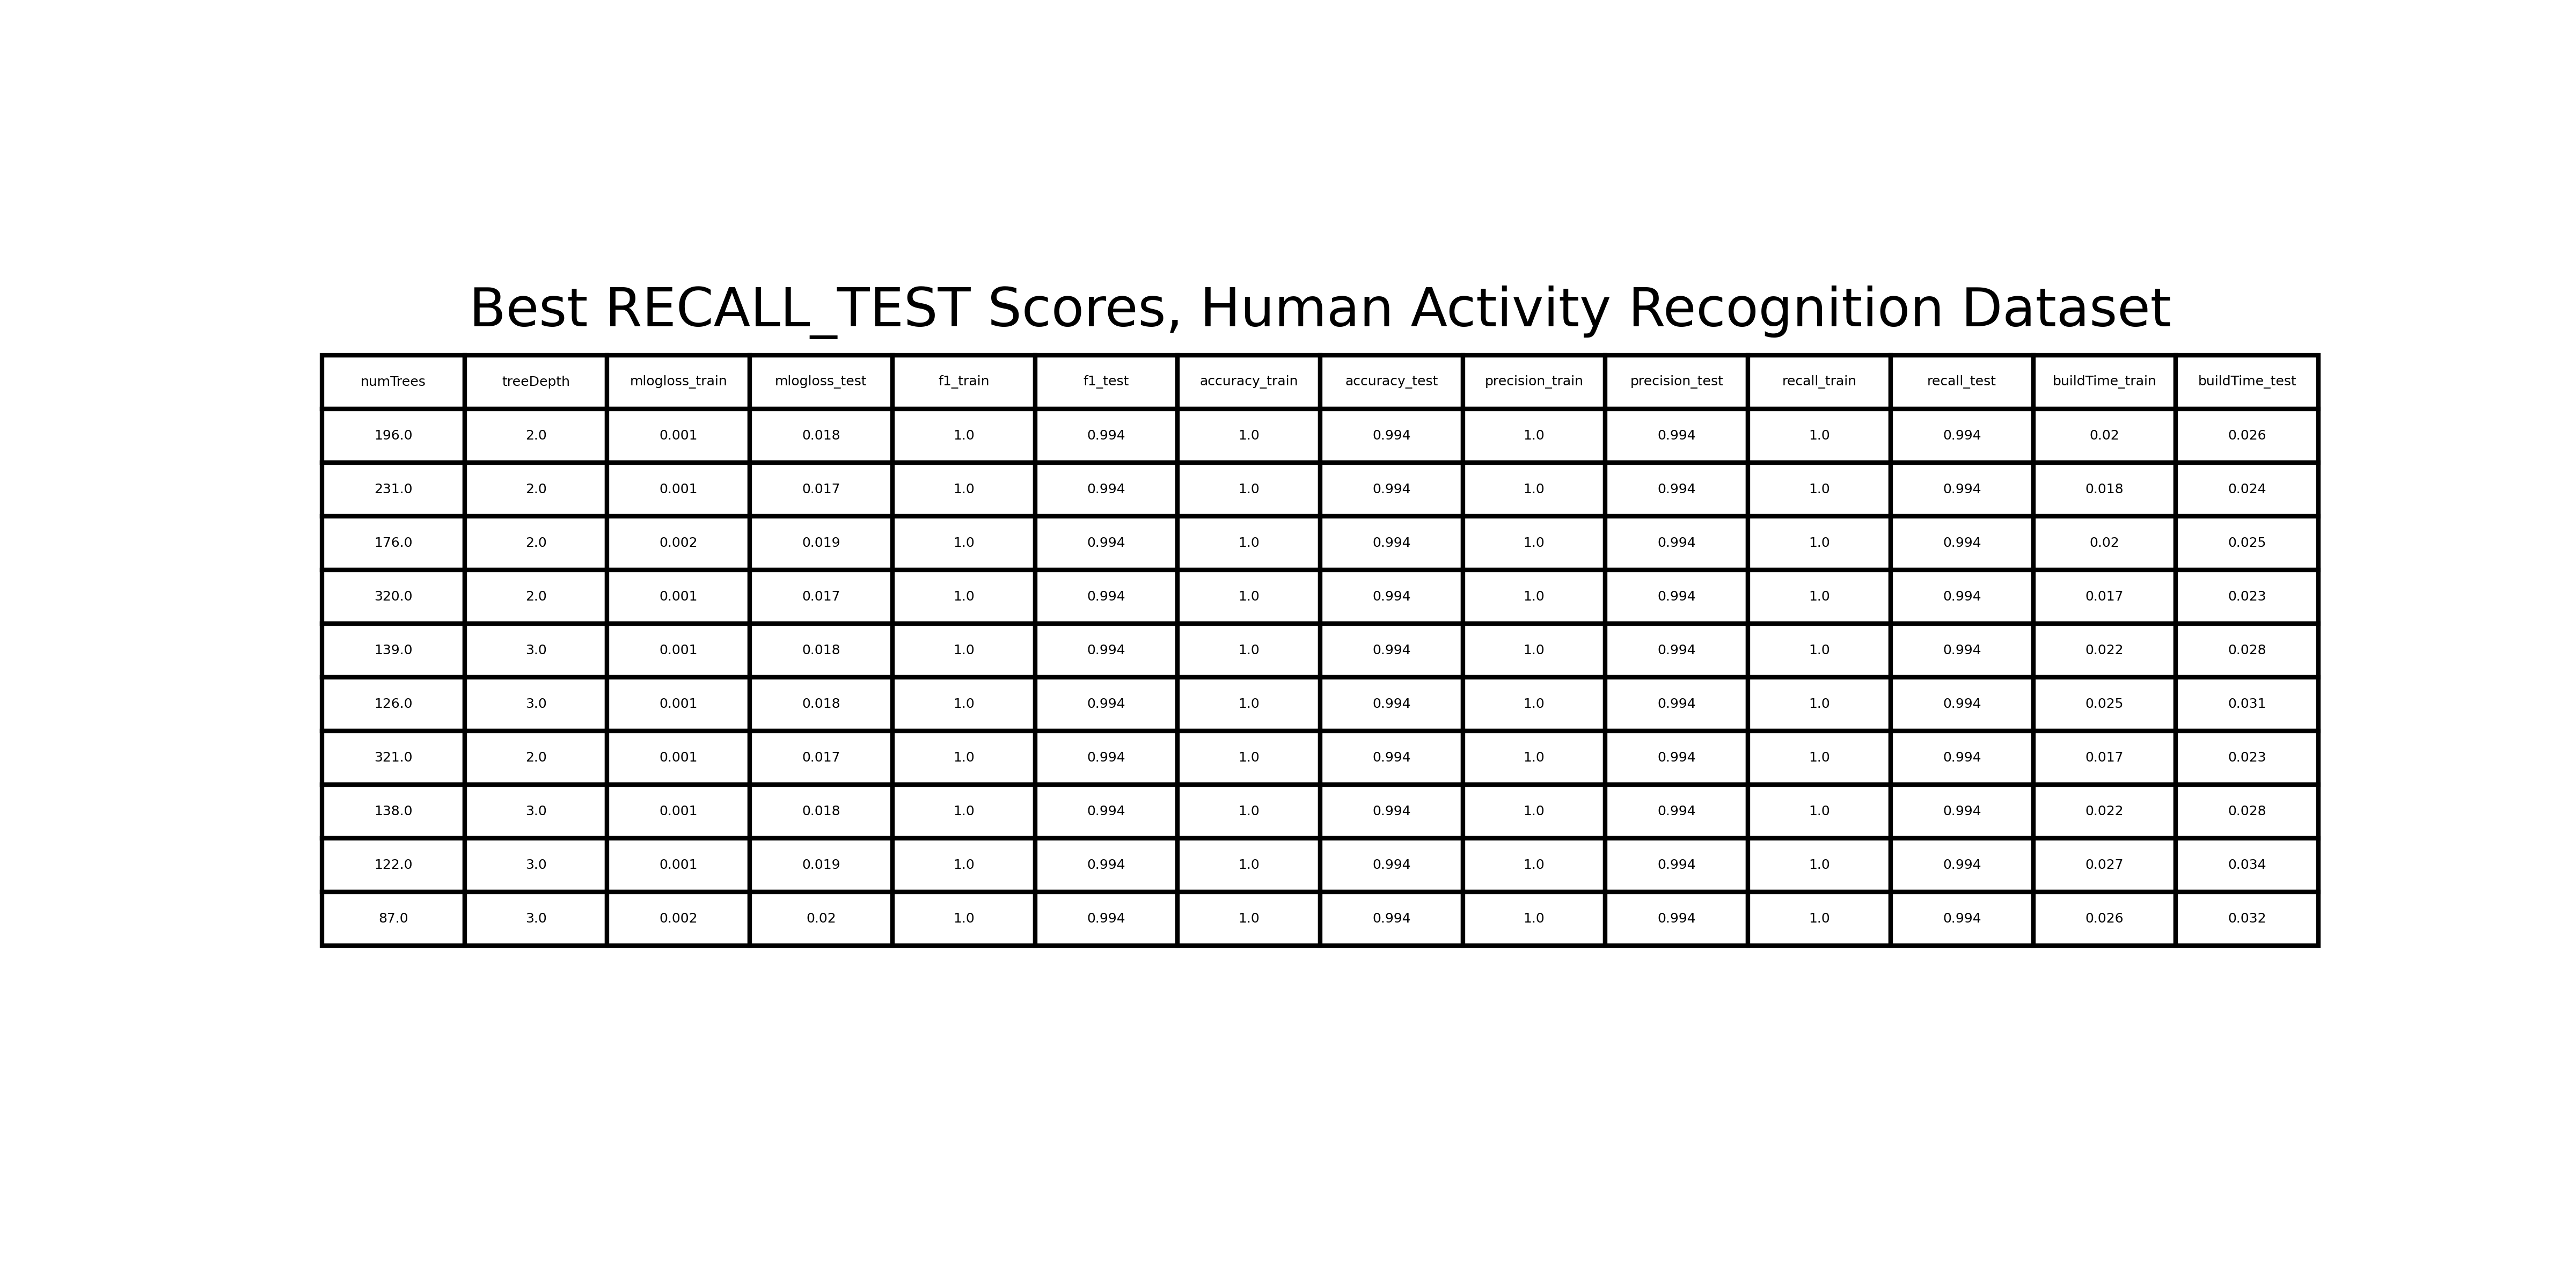 Best RECALL_TEST Scores, Human Activity Recognition Dataset
numTrees treeDepth mlogloss_train mlogloss_test f1_train f1_test accuracy_train accuracy_test precision_train precision_test recall_train recall_test buildTime_train buildTime_test
196.0 2.0 0.001 0.018 1.0 0.994 1.0 0.994 1.0 0.994 1.0 0.994 0.02 0.026
231.0 2.0 0.001 0.017 1.0 0.994 1.0 0.994 1.0 0.994 1.0 0.994 0.018 0.024
176.0 2.0 0.002 0.019 1.0 0.994 1.0 0.994 1.0 0.994 1.0 0.994 0.02 0.025
320.0 2.0 0.001 0.017 1.0 0.994 1.0 0.994 1.0 0.994 1.0 0.994 0.017 0.023
139.0 3.0 0.001 0.018 1.0 0.994 1.0 0.994 1.0 0.994 1.0 0.994 0.022 0.028
126.0 3.0 0.001 0.018 1.0 0.994 1.0 0.994 1.0 0.994 1.0 0.994 0.025 0.031
321.0 2.0 0.001 0.017 1.0 0.994 1.0 0.994 1.0 0.994 1.0 0.994 0.017 0.023
138.0 3.0 0.001 0.018 1.0 0.994 1.0 0.994 1.0 0.994 1.0 0.994 0.022 0.028
122.0 3.0 0.001 0.019 1.0 0.994 1.0 0.994 1.0 0.994 1.0 0.994 0.027 0.034
87.0 3.0 0.002 0.02 1.0 0.994 1.0 0.994 1.0 0.994 1.0 0.994 0.026 0.032